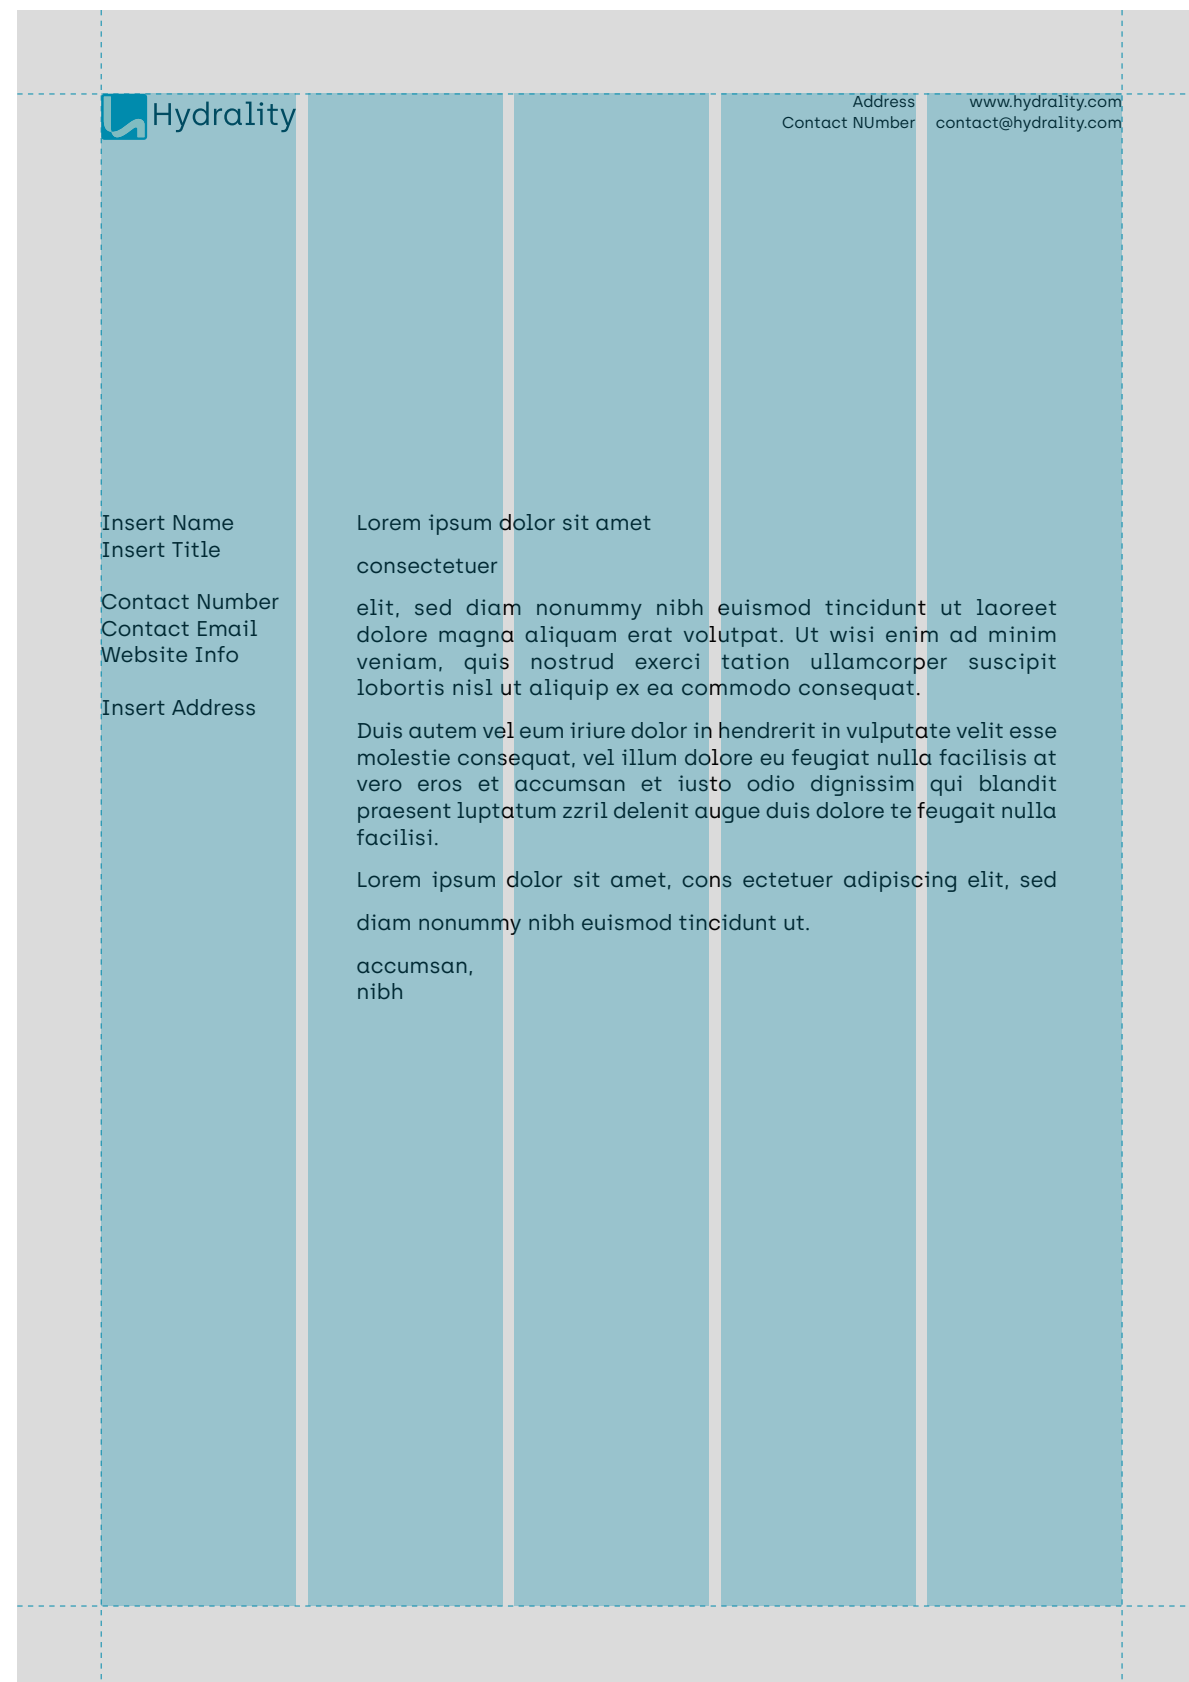 Hydrality
Address
Contact NUmber
www.hydrality.com
contact@hydrality.com
Insert Name
Insert Title
Contact Number
Contact Email
Website Info
Insert Address
Lorem ipsum dolor sit amet
consectetuer
elit, sed diam nonummy nibh euismod tincidunt ut laoreet
dolore magna aliquam erat volutpat. Ut wisi enim ad minim
veniam, quis nostrud exerci tation ullamcorper suscipit
lobortis nisl ut aliquip ex ea commodo consequat.
Duis autem vel eum iriure dolor in hendrerit in vulputate velit esse
molestie consequat, vel illum dolore eu feugiat nulla facilisis at
vero eros et accumsan et iusto odio dignissim qui blandit
praesent luptatum zzril delenit augue duis dolore te feugait nulla
facilisi.
Lorem ipsum dolor sit amet, cons ectetuer adipiscing elit, sed
diam nonummy nibh euismod tincidunt ut.
accumsan,
nibh